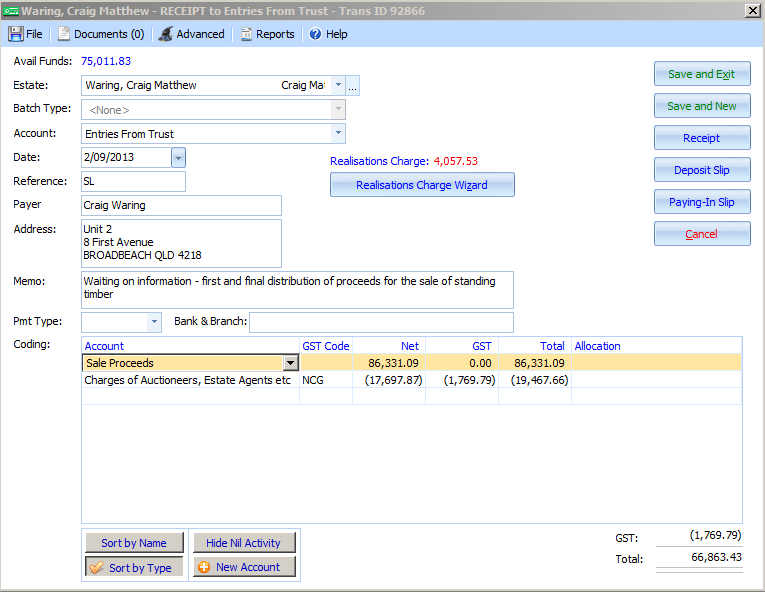 Waring, Craig Matthew - RECEIPT to Entries From Trust - Trans ID 92866
File Documents (0) Advanced Reports Help
Avail Funds: 75,011.83
Estate: Waring, Craig Matthew Craig Mat ...
Batch Type: <None>
Account: Entries From Trust
Date: 2/09/2013
Realisations Charge: 4,057.53
Reference: SL
Realisations Charge Wizard
Payer Craig Waring
Address: Unit 2
8 First Avenue
BROADBEACH QLD 4218
Memo: Waiting on information - first and final distribution of proceeds for the sale of standing
timber
Pmt Type: Bank & Branch:
Save and Exit
Save and New
Receipt
Deposit Slip
Paying-In Slip
Cancel
Coding: Account GST Code Net GST Total Allocation
Sale Proceeds 86,331.09 0.00 86,331.09
Charges of Auctioneers, Estate Agents etc NCG (17,697.87) (1,769.79) (19,467.66)
Sort by Name Hide Nil Activity
Sort by Type New Account
GST: (1,769.79)
Total: 66,863.43